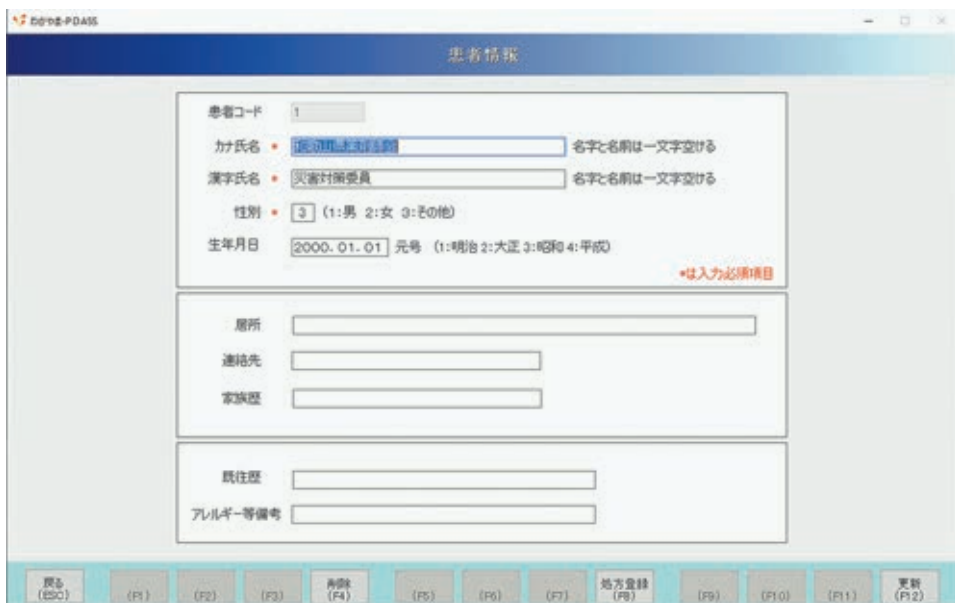 わかやま-PDASS
患者情報
患者コード 1
カナ氏名 * 名字と名前は一文字空ける
漢字氏名 * 災害対策委員 名字と名前は一文字空ける
性別 * 3 (1:男 2:女 3:その他)
生年月日 2000.01.01 元号 (1:明治 2:大正 3:昭和 4:平成)
*は入力必須項目
居所
連絡先
家族歴
既往歴
アレルギー等備考
戻る (ESC) (F1) (F2) (F3) 削除 (F4) (F5) (F6) (F7) 処方登録 (F8) (F9) (F10) (F11) 更新 (F12)